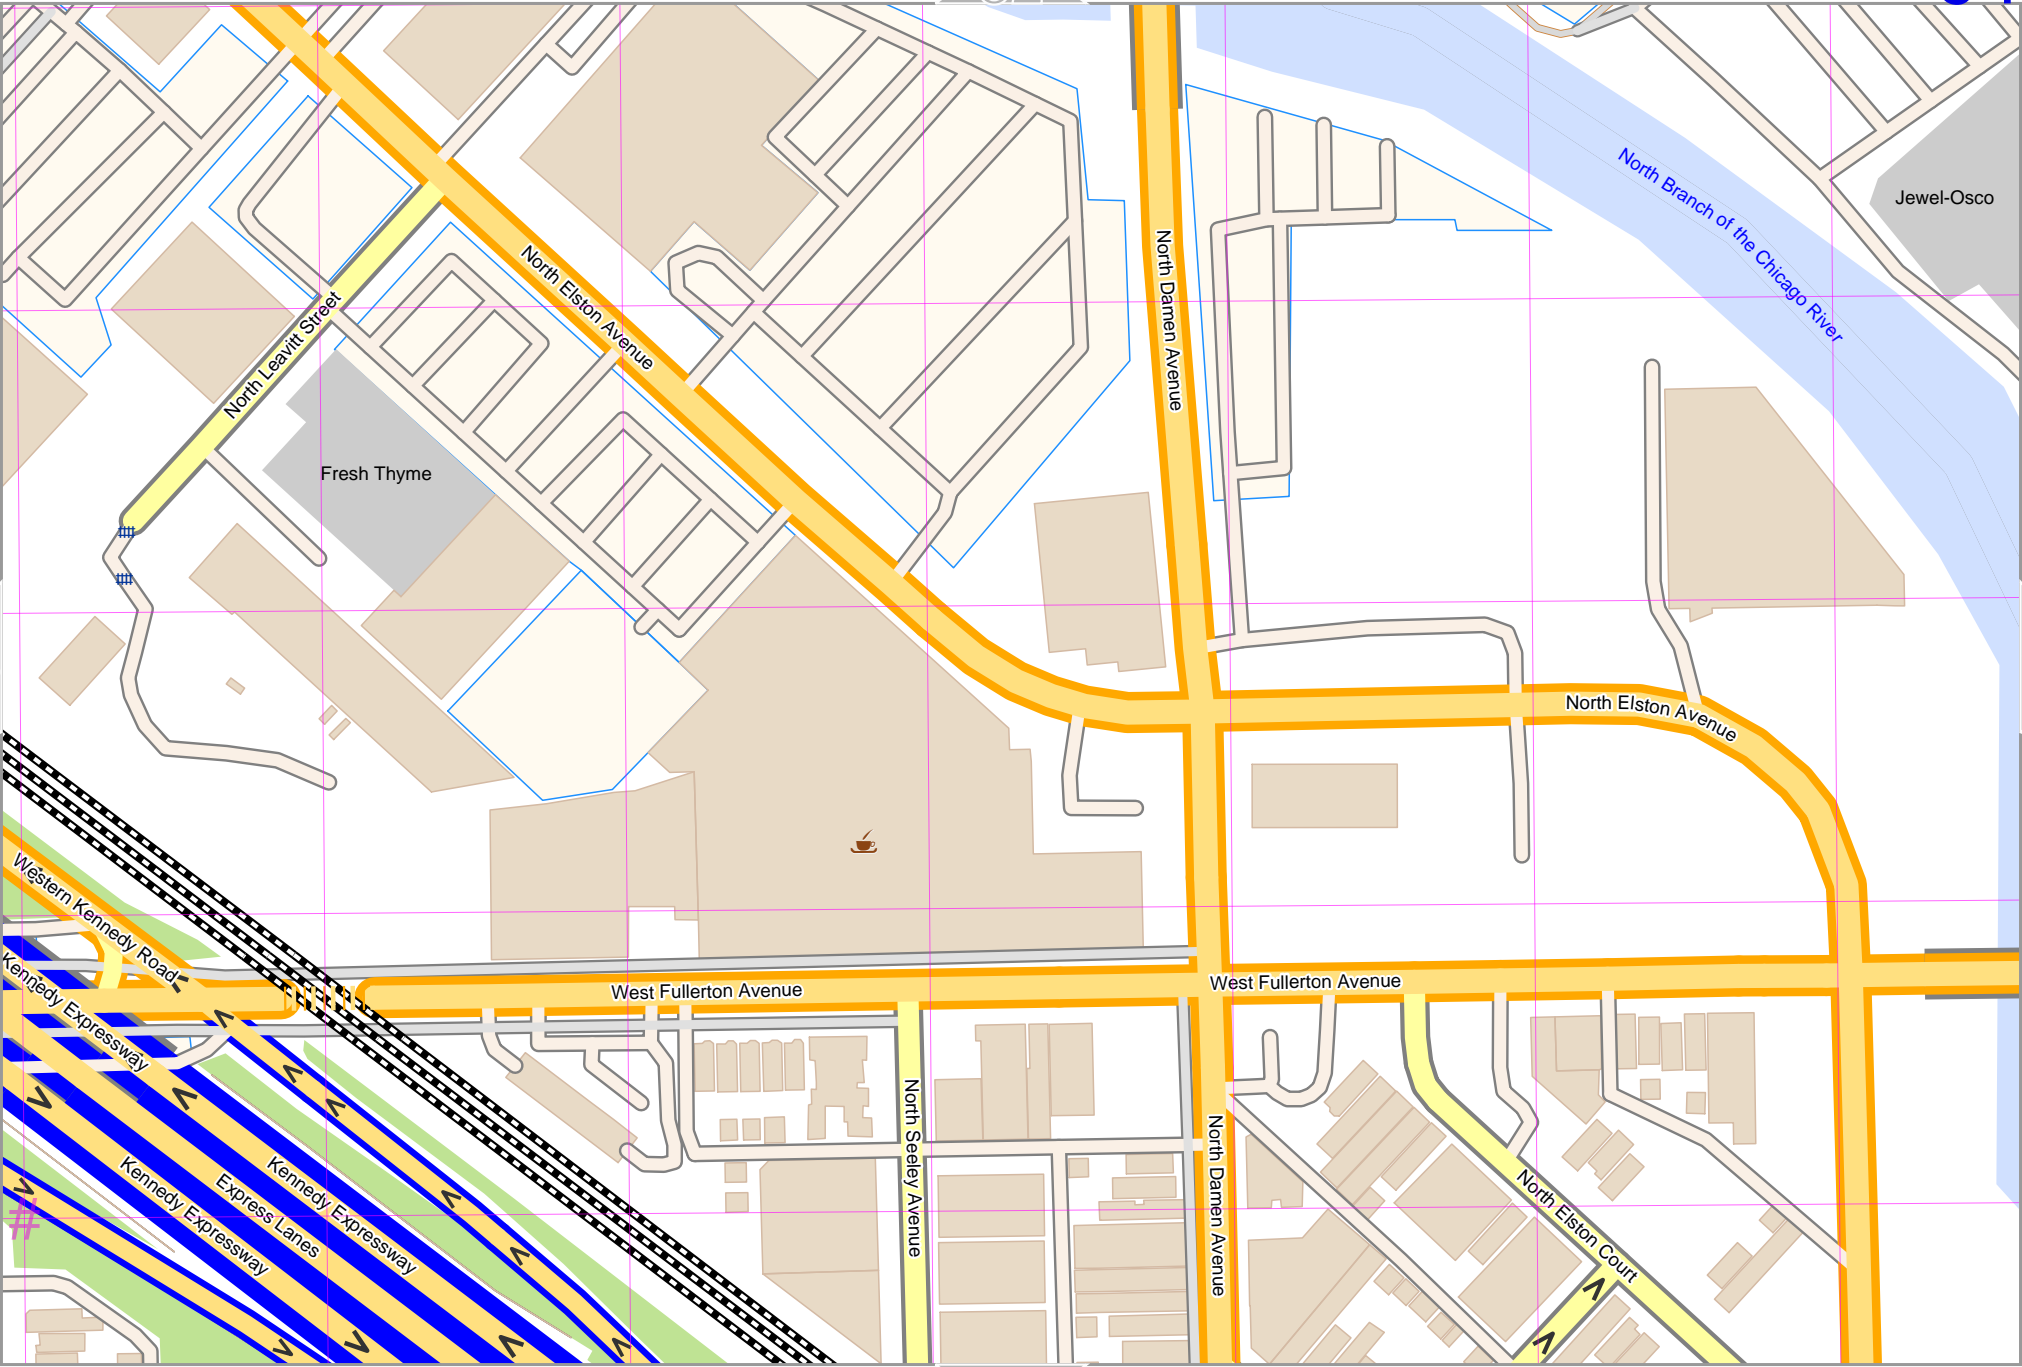 North Branch of the Chicago River
Jewel-Osco
North Elston Avenue
North Damen Avenue
North Leavitt Street
Fresh Thyme
North Elston Avenue
Western Kennedy Road
Kennedy Expressway
West Fullerton Avenue
West Fullerton Avenue
North Seeley Avenue
North Damen Avenue
North Elston Court
Kennedy Expressway
Express Lanes
Kennedy Expressway
#